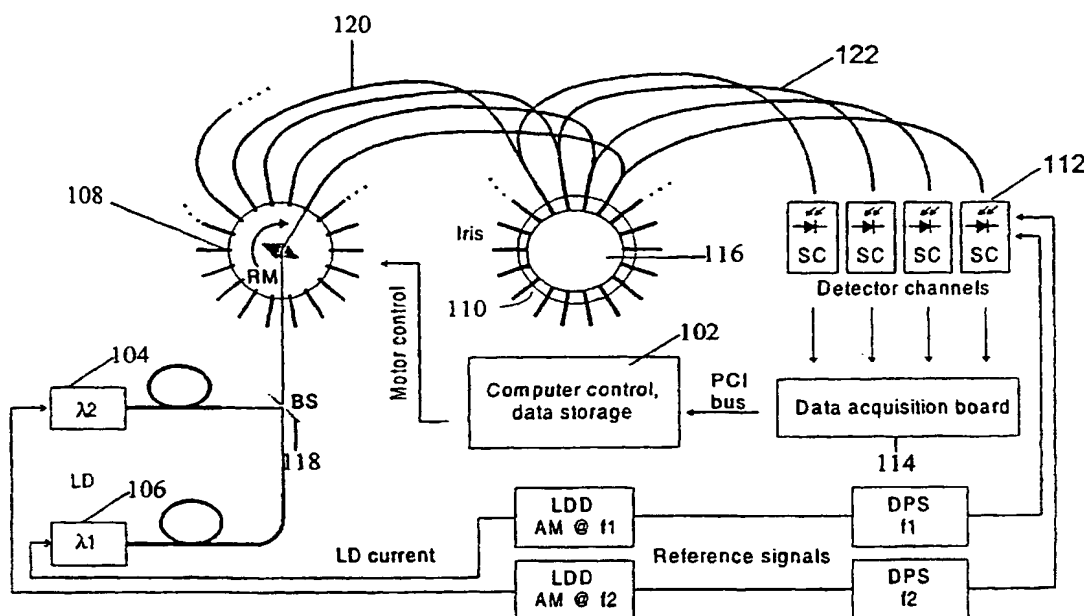 120
122
108
112
Iris
RM
SC SC SC SC
116
Detector channels
110
Motor control
102
104
Computer control,
data storage
PCI
bus
Data acquisition board
λ2
BS
118
114
LD
106
λ1
LDD
AM @ f1
DPS
f1
LD current
Reference signals
LDD
AM @ f2
DPS
f2